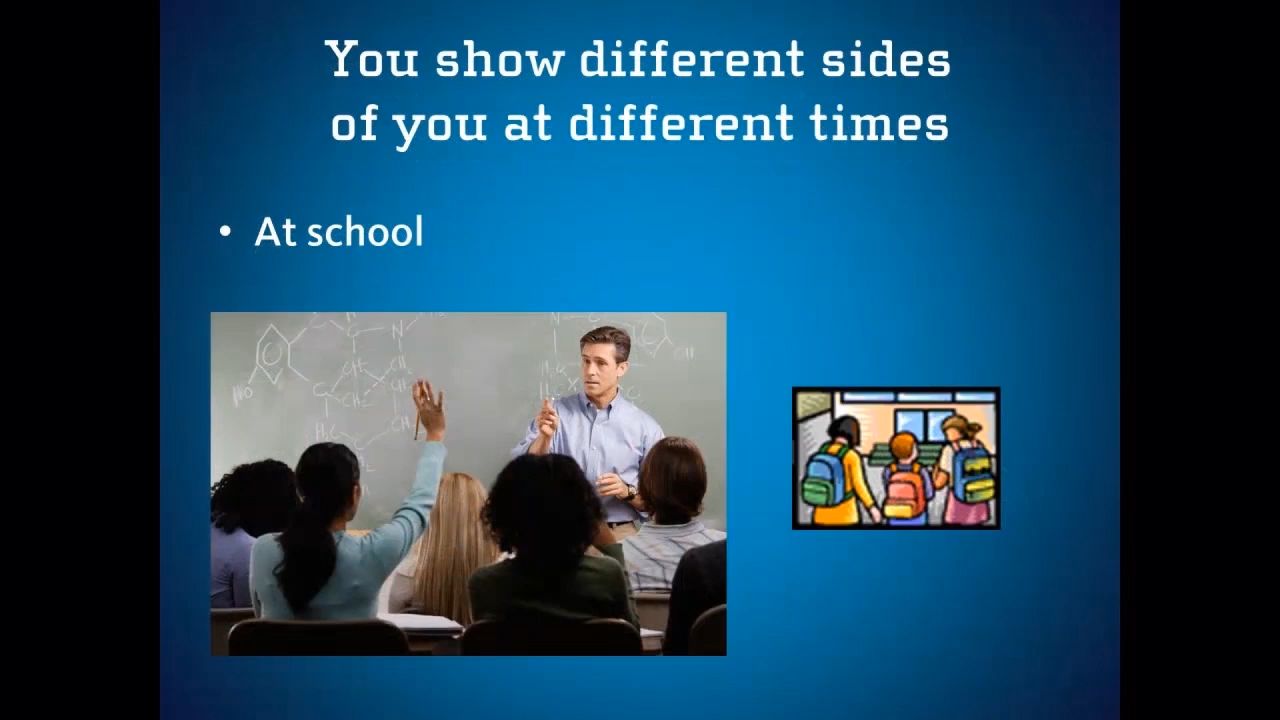 You show different sides
of you at different times
• At school